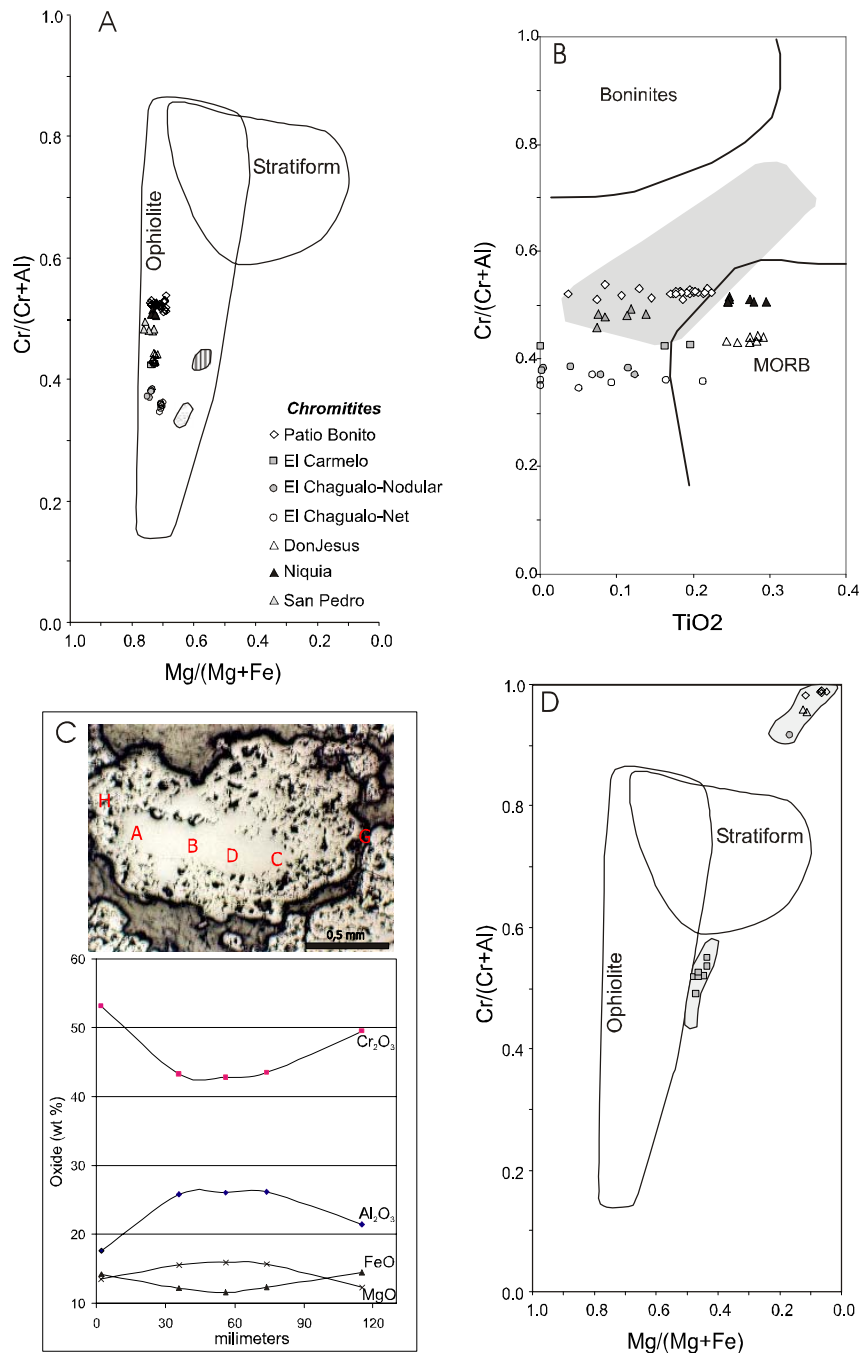 A
Cr/(Cr+Al)
1.0
0.8
0.6
0.4
0.2
0.0
Ophiolite
Stratiform
Chromitites
Patio Bonito
El Carmelo
El Chagualo-Nodular
El Chagualo-Net
DonJesus
Niquia
San Pedro
1.0 0.8 0.6 0.4 0.2 0.0
Mg/(Mg+Fe)
B
Cr/(Cr+Al)
1.0
0.8
0.6
0.4
0.2
0.0
Boninites
MORB
0.0 0.1 0.2 0.3 0.4
TiO2
C
H
A
B
D
C
G
0,5 mm
Oxide (wt %)
60
50
40
30
20
10
Cr₂O₃
Al₂O₃
FeO
MgO
0 30 60 90 120
milimeters
D
Cr/(Cr+Al)
1.0
0.8
0.6
0.4
0.2
0.0
Stratiform
Ophiolite
1.0 0.8 0.6 0.4 0.2 0.0
Mg/(Mg+Fe)